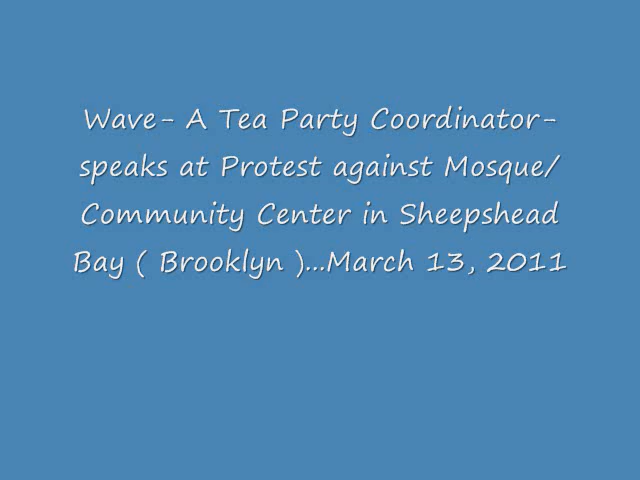 Wave- A Tea Party Coordinator-
speaks at Protest against Mosque/
Community Center in Sheepshead
Bay ( Brooklyn )...March 13, 2011